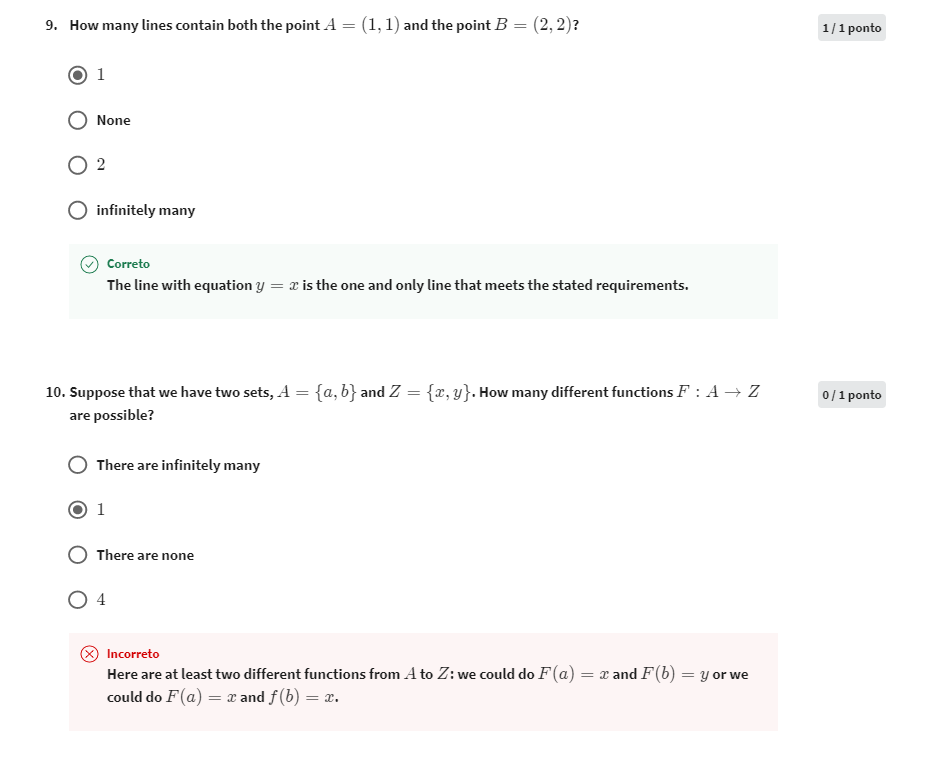 9. How many lines contain both the point A = (1, 1) and the point B = (2, 2)?
1 / 1 ponto
1
None
2
infinitely many
Correto
The line with equation y = x is the one and only line that meets the stated requirements.
10. Suppose that we have two sets, A = {a, b} and Z = {x, y}. How many different functions F : A → Z
are possible?
0 / 1 ponto
There are infinitely many
1
There are none
4
Incorreto
Here are at least two different functions from A to Z: we could do F(a) = x and F(b) = y or we
could do F(a) = x and f(b) = x.